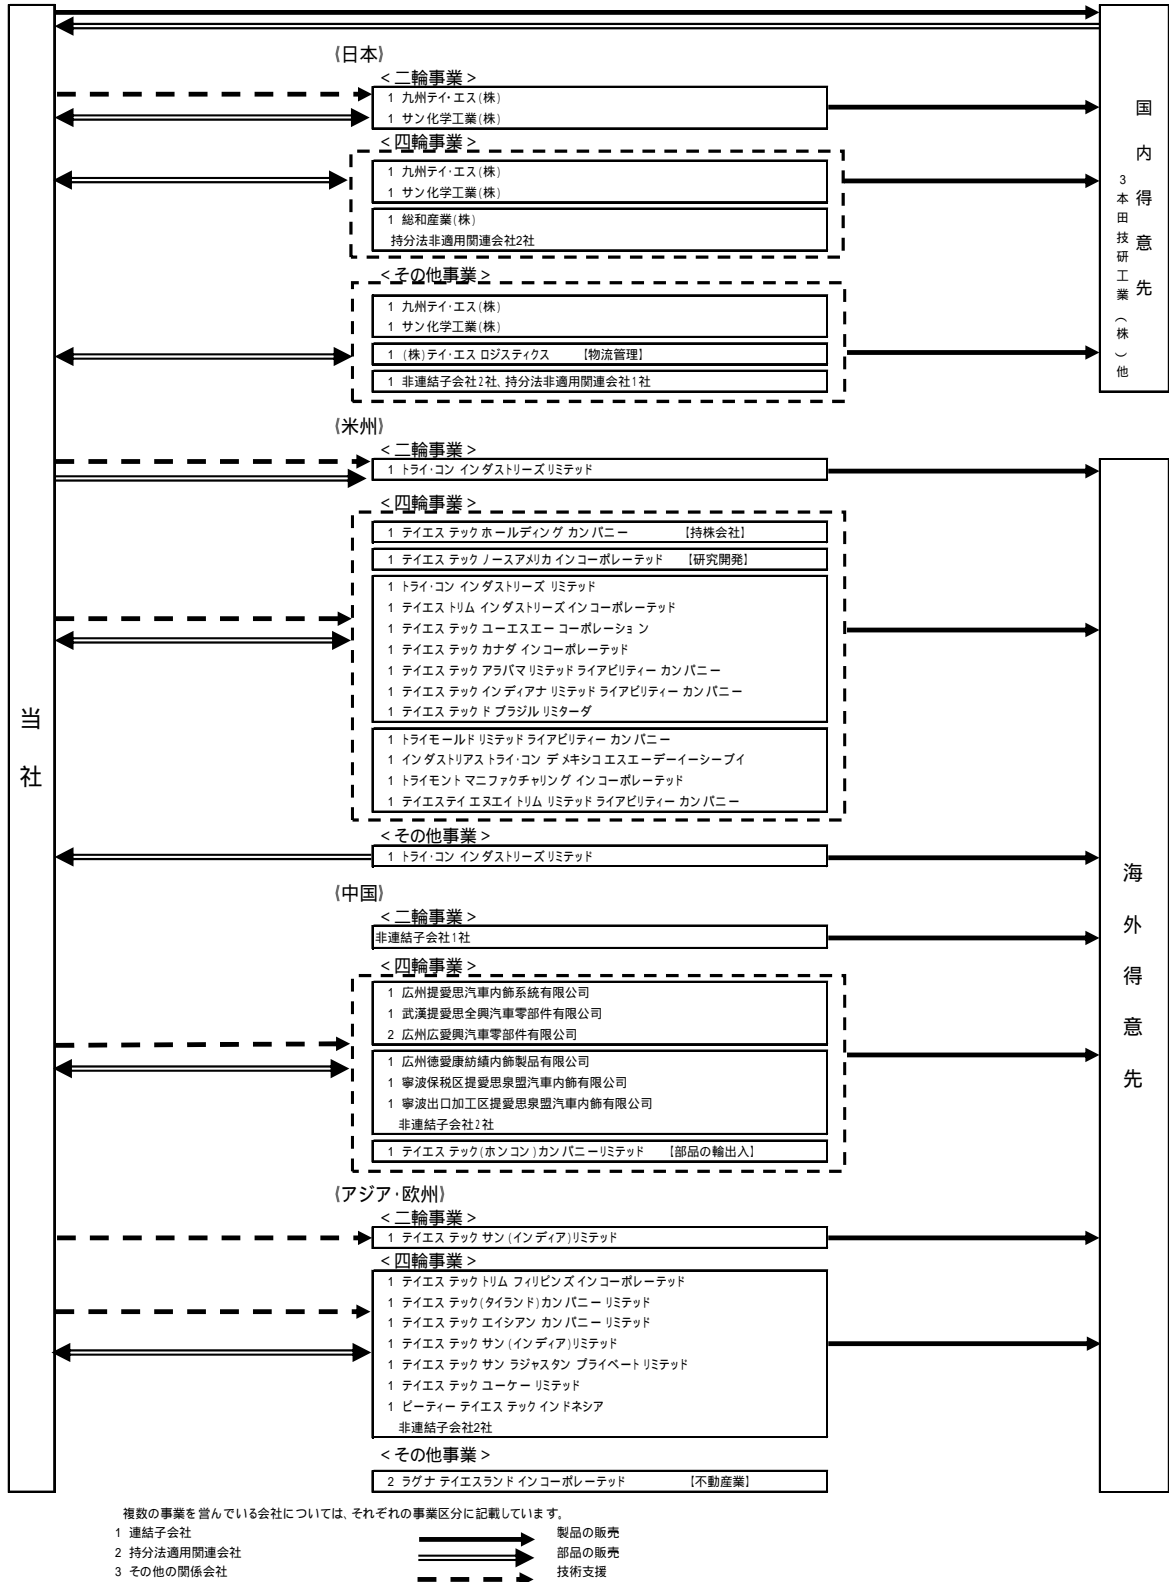 《日本》
<二輪事業>
1 九州テイ・エス(株)
1 サン化学工業(株)
<四輪事業>
1 九州テイ・エス(株)
1 サン化学工業(株)
1 総和産業(株)
持分法非適用関連会社2社
<その他事業>
1 九州テイ・エス(株)
1 サン化学工業(株)
1 (株)テイ・エス ロジスティクス 【物流管理】
1 非連結子会社2社、持分法非適用関連会社1社
国内得意先
3 本田技研工業(株)他
《米州》
<二輪事業>
1 トライ・コン インダストリーズ リミテッド
<四輪事業>
1 テイエス テック ホールディング カンパニー 【持株会社】
1 テイエス テック ノースアメリカ インコーポレーテッド 【研究開発】
1 トライ・コン インダストリーズ リミテッド
1 テイエス トリム インダストリーズ インコーポレーテッド
1 テイエス テック ユーエスエー コーポレーション
1 テイエス テック カナダ インコーポレーテッド
1 テイエス テック アラバマ リミテッド ライアビリティー カンパニー
1 テイエス テック インディアナ リミテッド ライアビリティー カンパニー
1 テイエス テック ド ブラジル リミターダ
1 トライモールド リミテッド ライアビリティー カンパニー
1 インダストリアス トライ・コン デ メキシコ エスエーデーイーシーブイ
1 トライモント マニファクチャリング インコーポレーテッド
1 テイエステイ エヌエイ トリム リミテッド ライアビリティー カンパニー
<その他事業>
1 トライ・コン インダストリーズ リミテッド
当社
《中国》
<二輪事業>
非連結子会社1社
<四輪事業>
1 広州提愛思汽車内飾系統有限公司
1 武漢提愛思全興汽車零部件有限公司
2 広州広愛興汽車零部件有限公司
1 広州徳愛康紡績内飾製品有限公司
1 寧波保税区提愛思泉盟汽車内飾有限公司
1 寧波出口加工区提愛思泉盟汽車内飾有限公司
非連結子会社2社
1 テイエス テック(ホンコン)カンパニーリミテッド 【部品の輸出入】
海外得意先
《アジア・欧州》
<二輪事業>
1 テイエス テック サン(インディア)リミテッド
<四輪事業>
1 テイエス テックトリム フィリピンズ インコーポレーテッド
1 テイエス テック(タイランド)カンパニー リミテッド
1 テイエス テック エイシアン カンパニー リミテッド
1 テイエス テック サン(インディア)リミテッド
1 テイエス テック サン ラジャスタン プライベート リミテッド
1 テイエス テック ユーケー リミテッド
1 ピーティー テイエス テック インドネシア
非連結子会社2社
<その他事業>
2 ラグナ テイエスランド インコーポレーテッド 【不動産業】
複数の事業を営んでいる会社については、それぞれの事業区分に記載しています。
1 連結子会社
2 持分法適用関連会社
3 その他の関係会社
製品の販売
部品の販売
技術支援